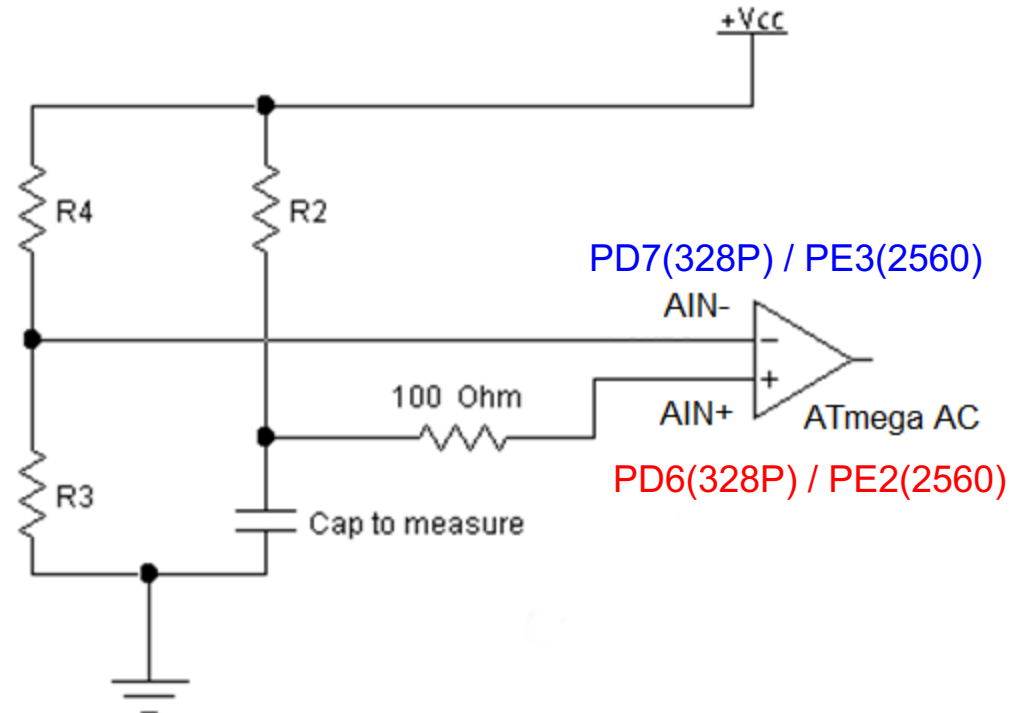 +Vcc
R4
R2
PD7(328P) / PE3(2560)
AIN-
−
100 Ohm
+
AIN+
ATmega AC
PD6(328P) / PE2(2560)
R3
Cap to measure